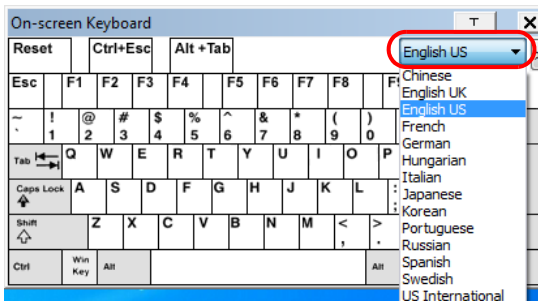 On-screen Keyboard T X
Reset Ctrl+Esc Alt +Tab English US
Esc F1 F2 F3 F4 F5 F6 F7 F8
~ ! @ # $ % ^ & * ( )
` 1 2 3 4 5 6 7 8 9 0
Tab Q W E R T Y U I O P
Caps Lock A S D F G H J K L :
;
Shift Z X C V B N M < >
, .
Ctrl Win Key Alt Alt
Chinese
English UK
English US
French
German
Hungarian
Italian
Japanese
Korean
Portuguese
Russian
Spanish
Swedish
US International